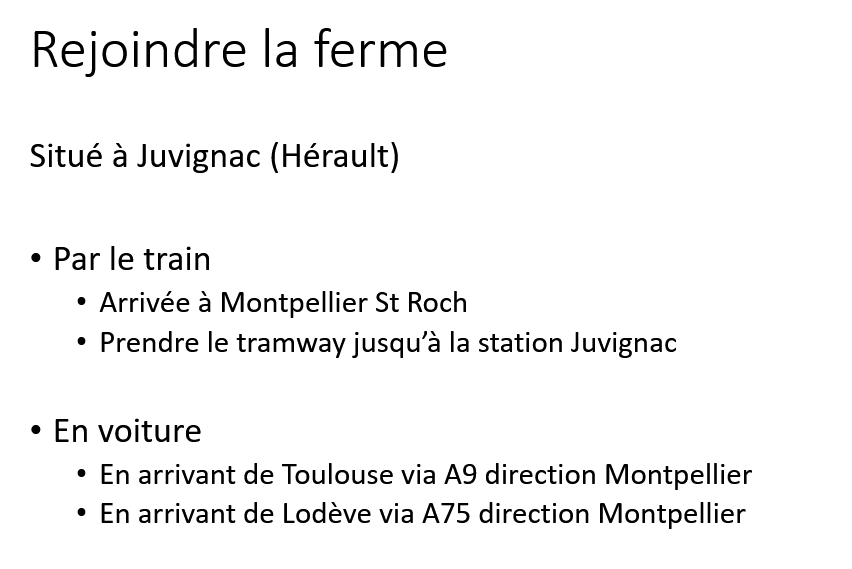 Rejoindre la ferme
Situé à Juvignac (Hérault)
• Par le train
• Arrivée à Montpellier St Roch
• Prendre le tramway jusqu’à la station Juvignac
• En voiture
• En arrivant de Toulouse via A9 direction Montpellier
• En arrivant de Lodève via A75 direction Montpellier